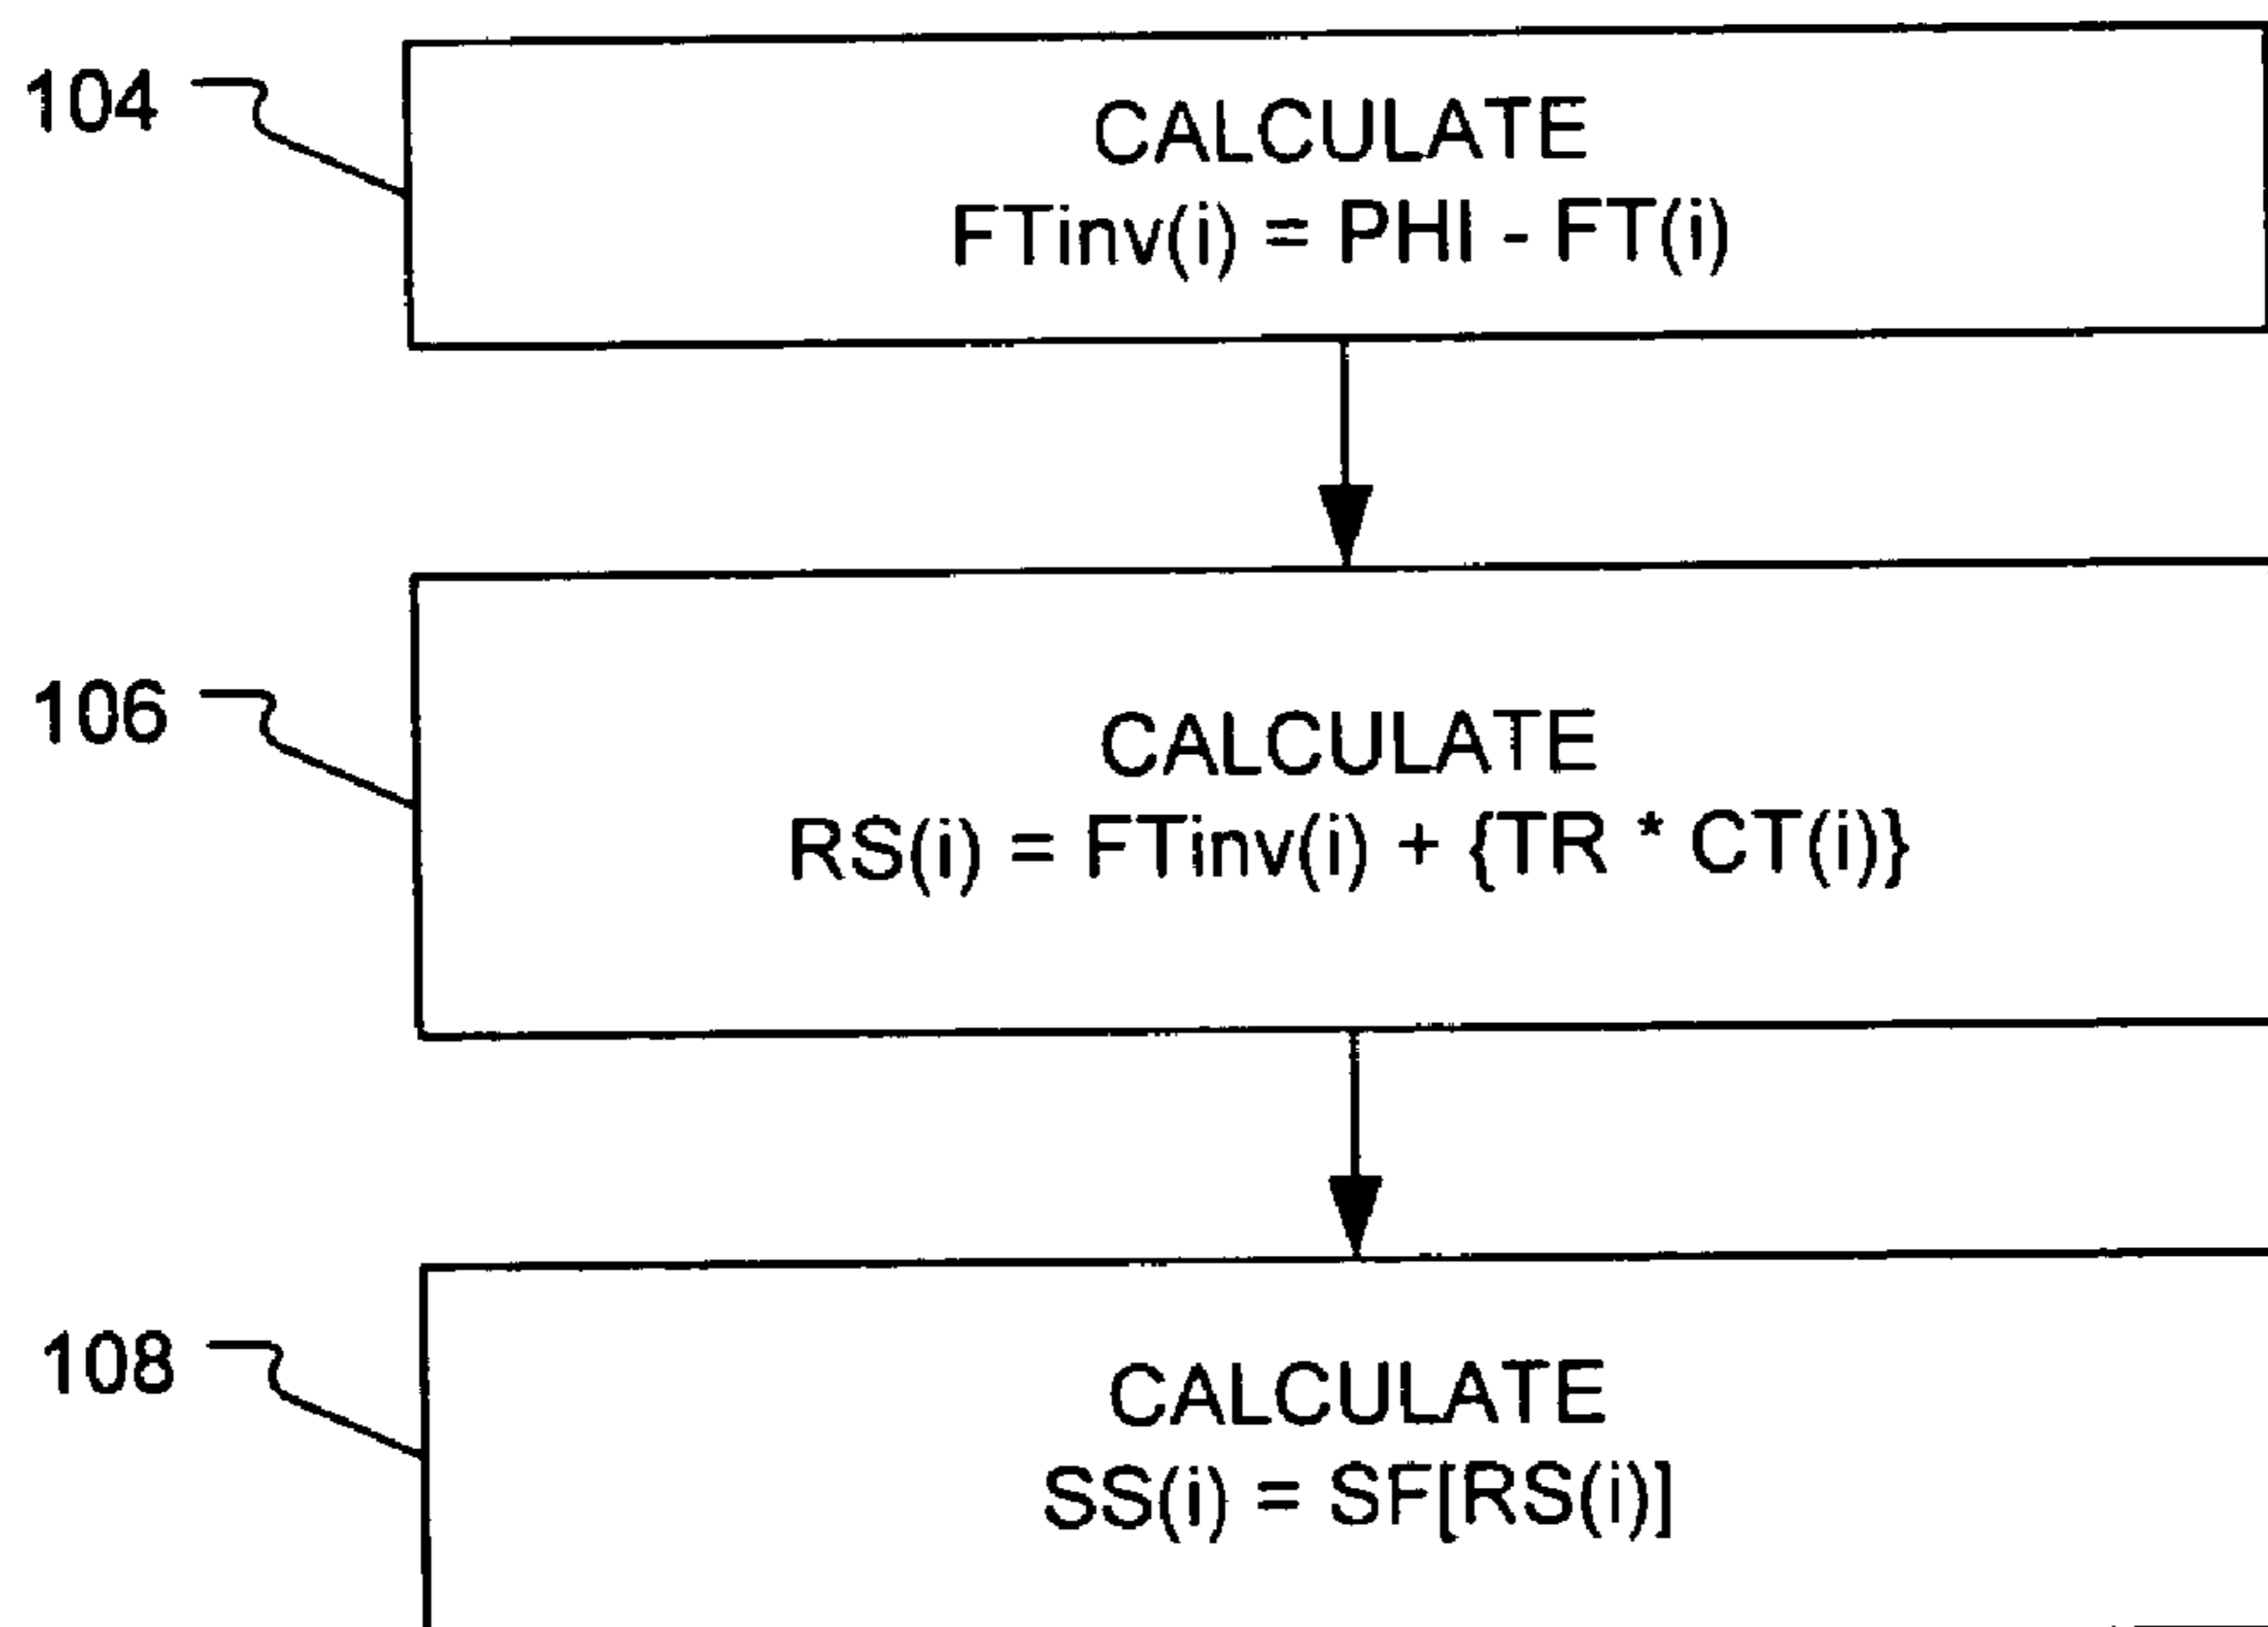 104
CALCULATE
FTinv(i) = PHI - FT(i)
106
CALCULATE
RS(i) = FTinv(i) + {TR * CT(i)}
108
CALCULATE
SS(i) = SF[RS(i)]